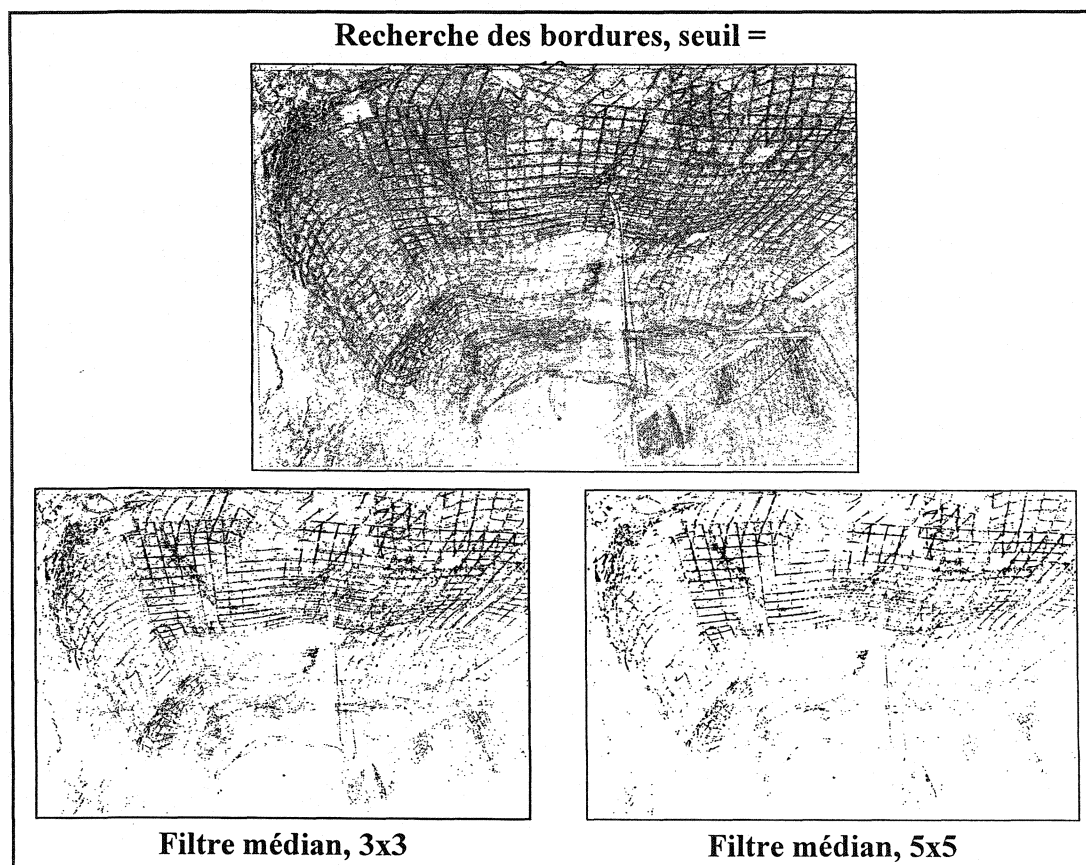 Recherche des bordures, seuil =
Filtre médian, 3x3
Filtre médian, 5x5